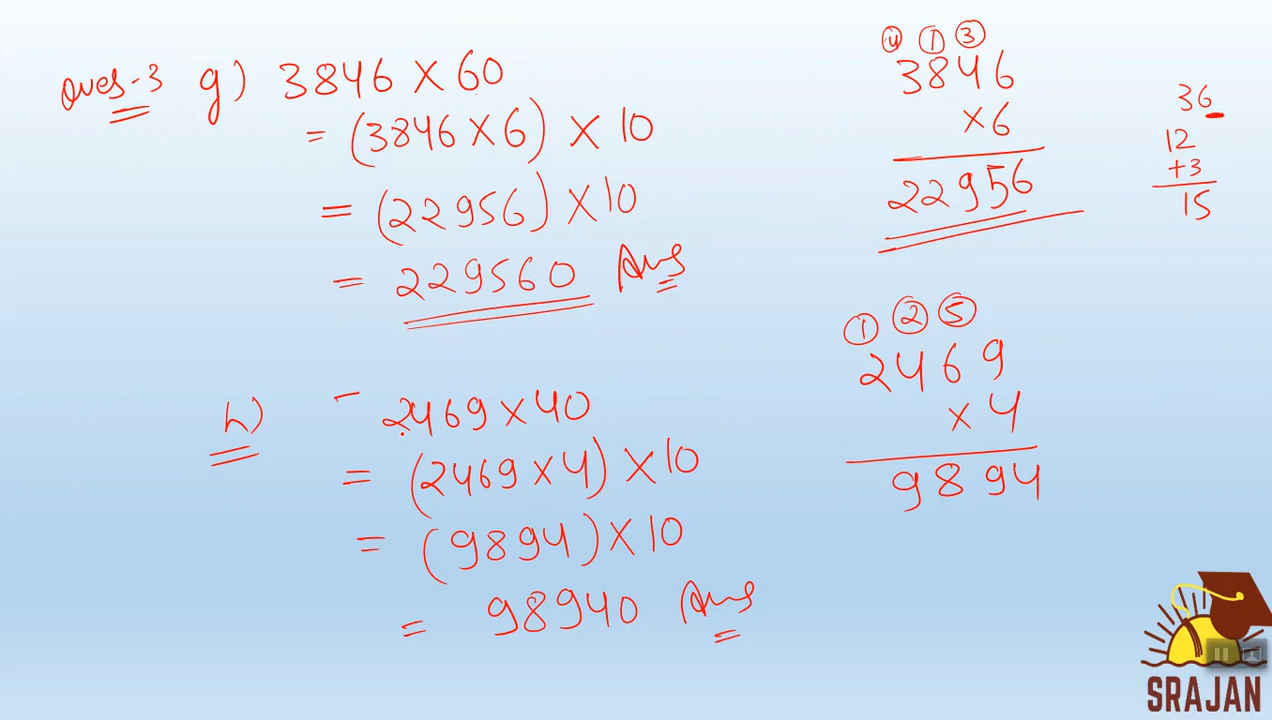 Ques-3 g) 3846 × 60
= (3846 × 6) × 10
= (22956) × 10
= 229560 Ans
④ ① ③
3846
×6
22956
36
12
+3
15
h) 2469 × 40
= (2469 × 4) × 10
= (9894) × 10
= 98940 Ans
① ② ⑤
2469
× 4
9894
SRAJAN